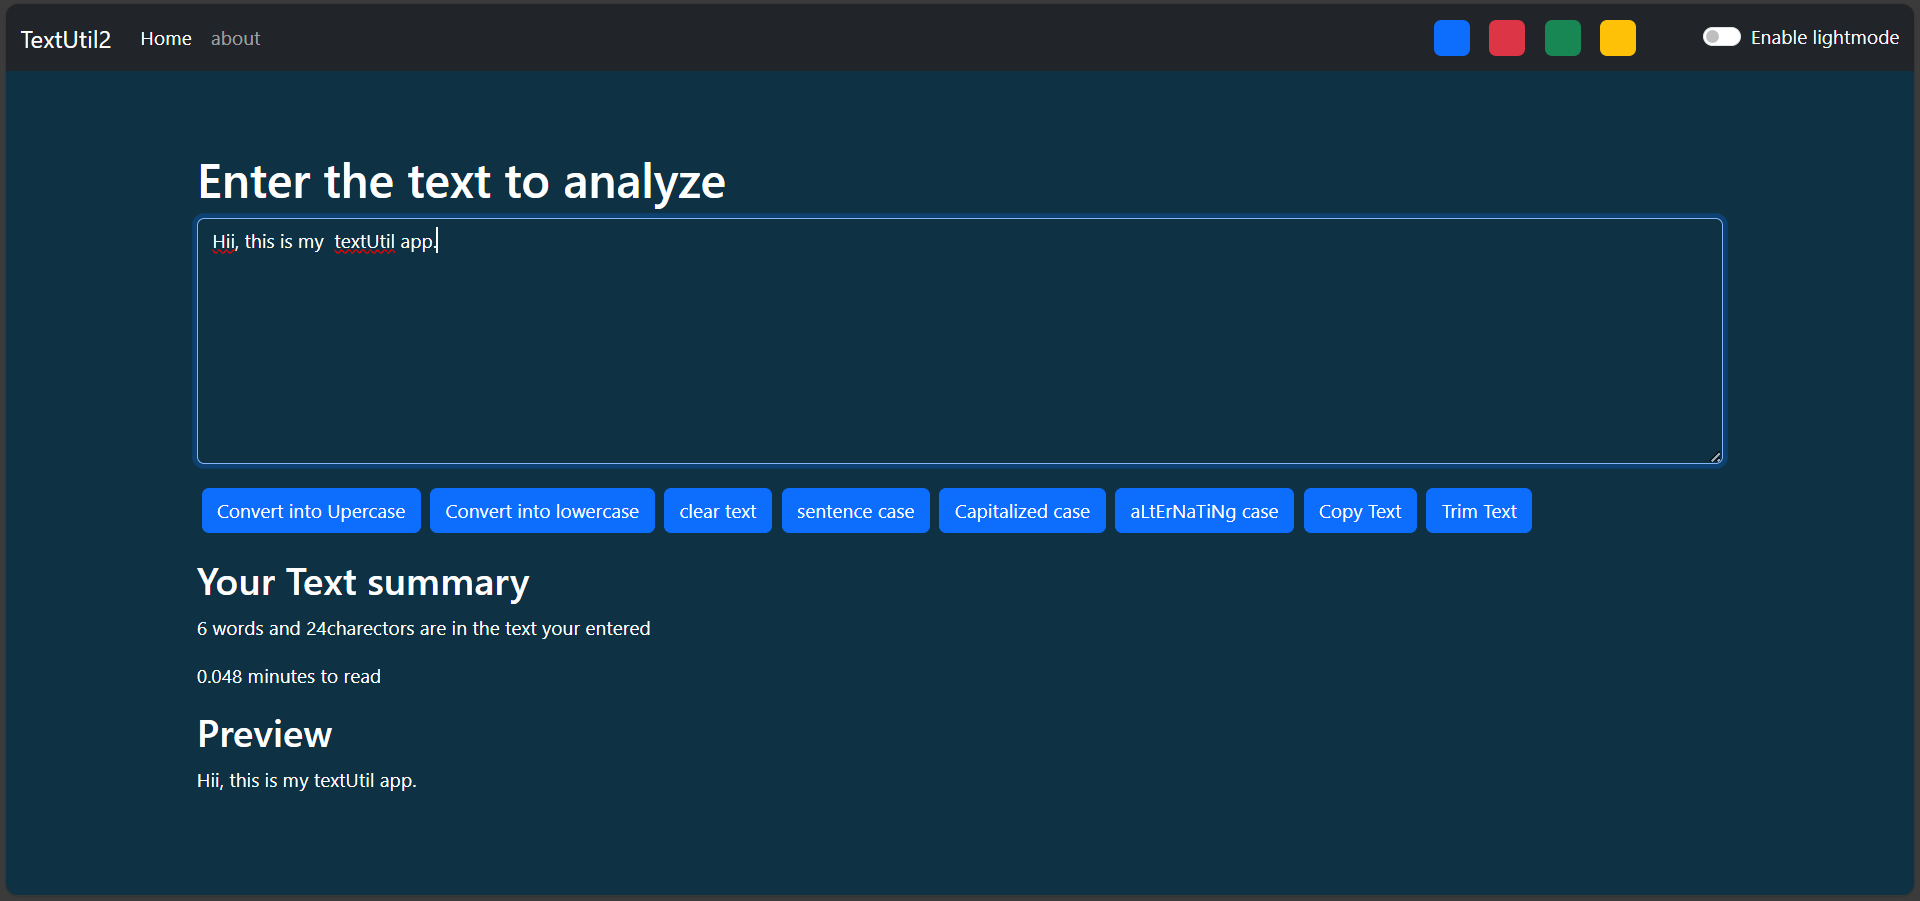 TextUtil2 Home about Enable lightmode
Enter the text to analyze
Hii, this is my  textUtil app.
Convert into Upercase Convert into lowercase clear text sentence case Capitalized case aLtErNaTiNg case Copy Text Trim Text
Your Text summary
6 words and 24charectors are in the text your entered
0.048 minutes to read
Preview
Hii, this is my textUtil app.